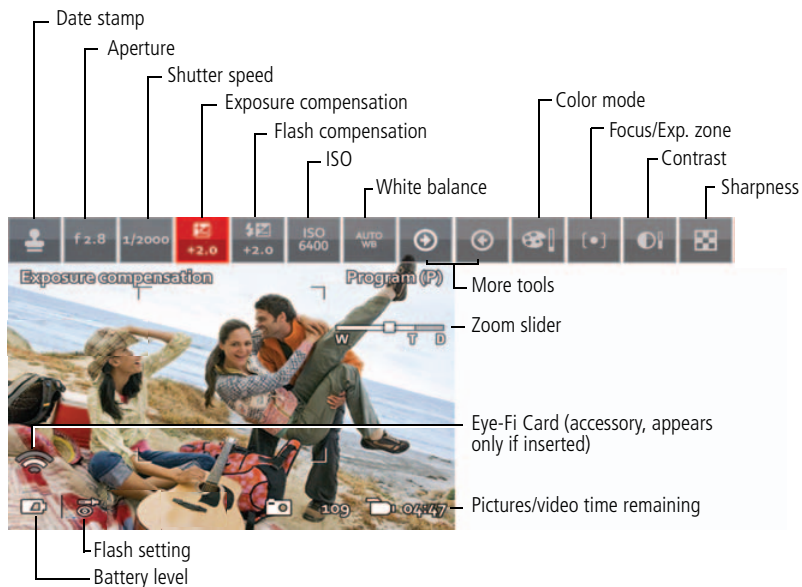 Date stamp
Aperture
Shutter speed
Exposure compensation
Color mode
Flash compensation
Focus/Exp. zone
ISO
Contrast
White balance
Sharpness
f 2.8
1/2000
+2.0
+2.0
ISO
6400
AUTO
WB
Exposure compensation
Program (P)
More tools
W
T
D
Zoom slider
Eye-Fi Card (accessory, appears
only if inserted)
109
04:47
Pictures/video time remaining
Flash setting
Battery level